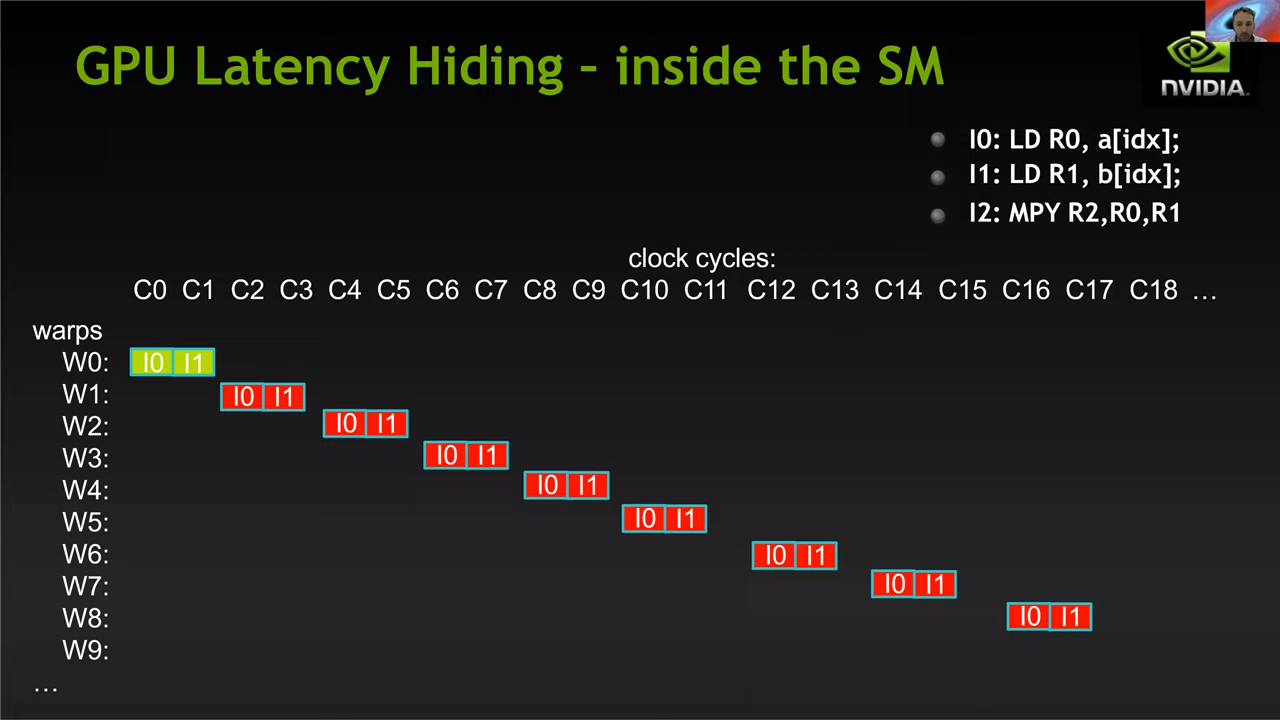 GPU Latency Hiding – inside the SM
NVIDIA.
I0: LD R0, a[idx];
I1: LD R1, b[idx];
I2: MPY R2,R0,R1
clock cycles:
C0 C1 C2 C3 C4 C5 C6 C7 C8 C9 C10 C11 C12 C13 C14 C15 C16 C17 C18 ...
warps
W0: I0 I1
W1: I0 I1
W2: I0 I1
W3: I0 I1
W4: I0 I1
W5: I0 I1
W6: I0 I1
W7: I0 I1
W8: I0 I1
W9:
...